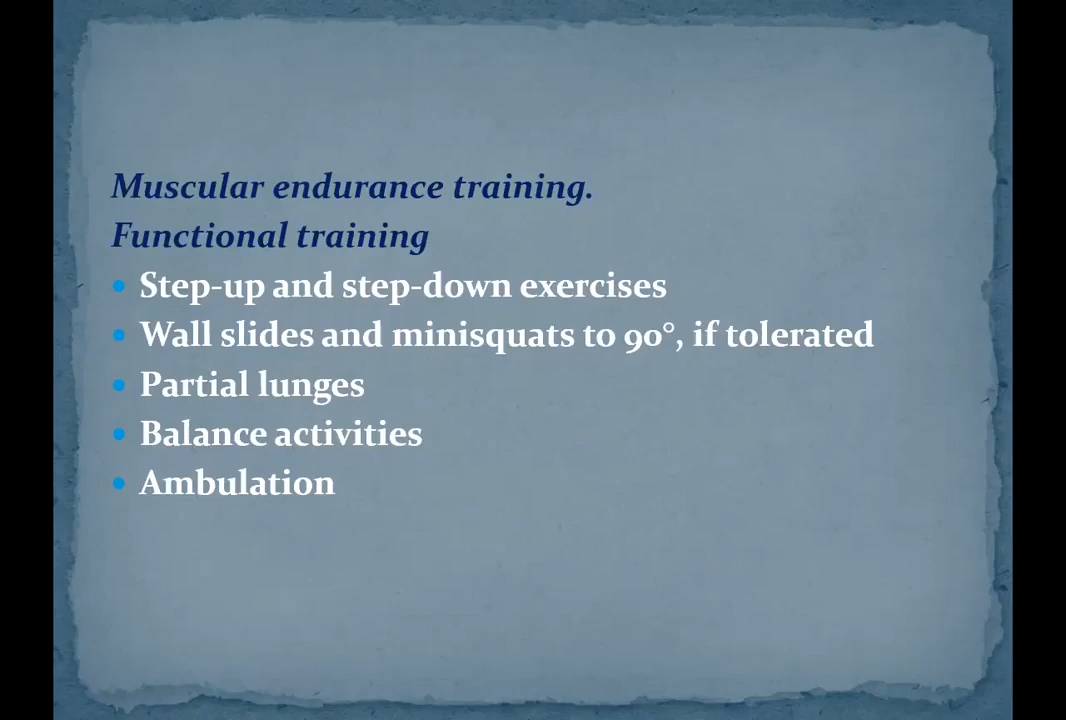 Muscular endurance training.
Functional training
• Step-up and step-down exercises
• Wall slides and minisquats to 90°, if tolerated
• Partial lunges
• Balance activities
• Ambulation